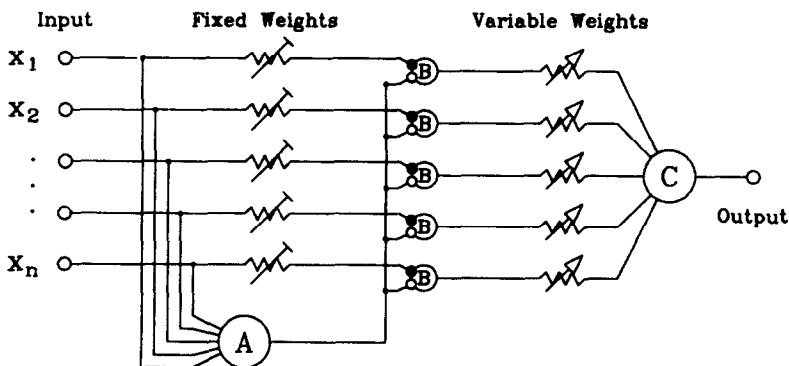 Input Fixed Weights Variable Weights
X1
B
X2
B
.
B
.
.
B
Xn
B
C
Output
A